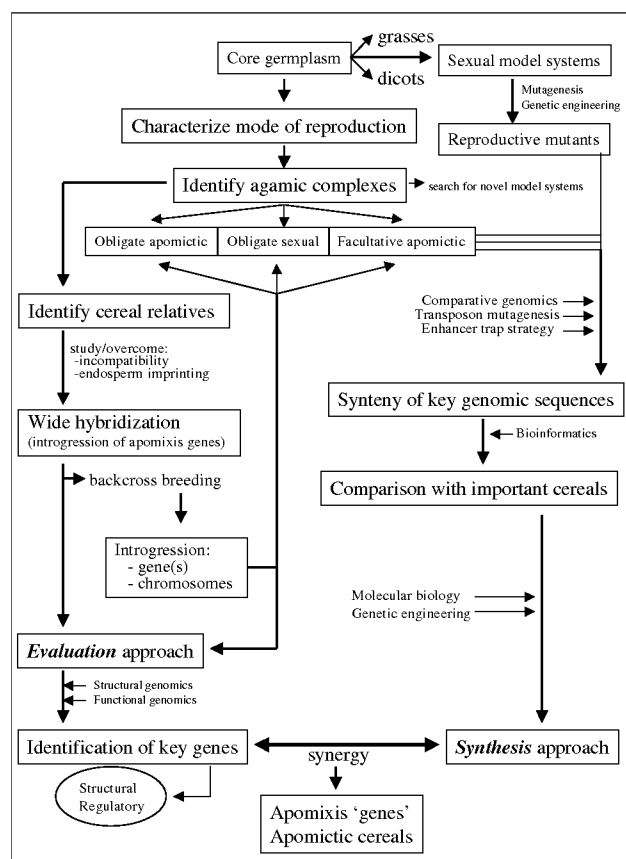 grasses
Core germplasm
dicots
Sexual model systems
Mutagenesis
Genetic engineering
Characterize mode of reproduction
Reproductive mutants
Identify agamic complexes
search for novel model systems
Obligate apomictic
Obligate sexual
Facultative apomictic
Identify cereal relatives
Comparative genomics
Transposon mutagenesis
Enhancer trap strategy
study/overcome:
-incompatibility
-endosperm imprinting
Synteny of key genomic sequences
Wide hybridization
(introgression of apomixis genes)
Bioinformatics
backcross breeding
Comparison with important cereals
Introgression:
- gene(s)
- chromosomes
Molecular biology
Genetic engineering
Evaluation approach
Structural genomics
Functional genomics
Identification of key genes
synergy
Synthesis approach
Structural
Regulatory
Apomixis ‘genes’
Apomictic cereals